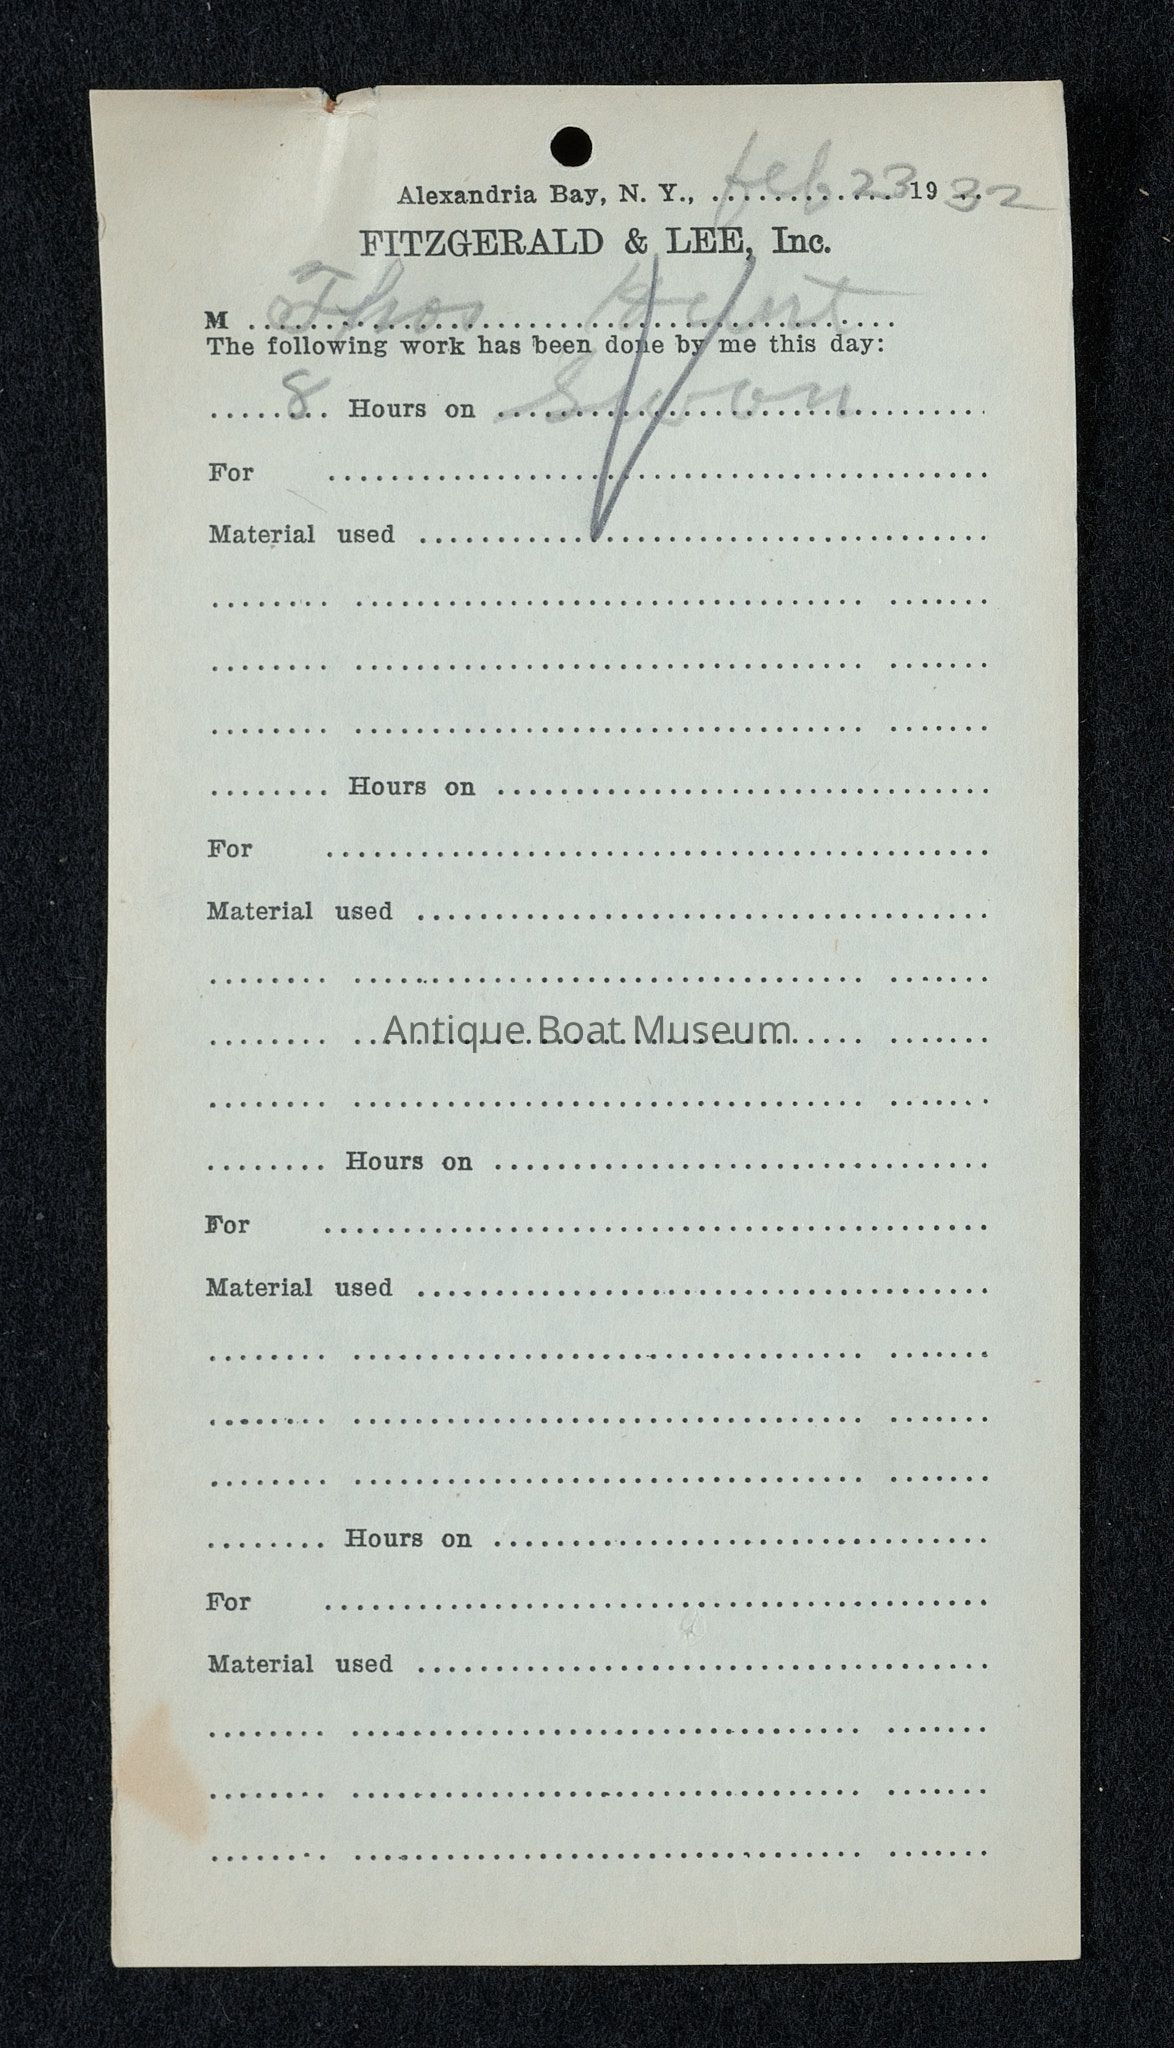 Alexandria Bay, N. Y., feb 23 1932
FITZGERALD & LEE, Inc.
M Thos
The following work has been done by me this day:
8 Hours on
For
Material used
Hours on
For
Material used
Antique Boat Museum
Hours on
For
Material used
Hours on
For
Material used